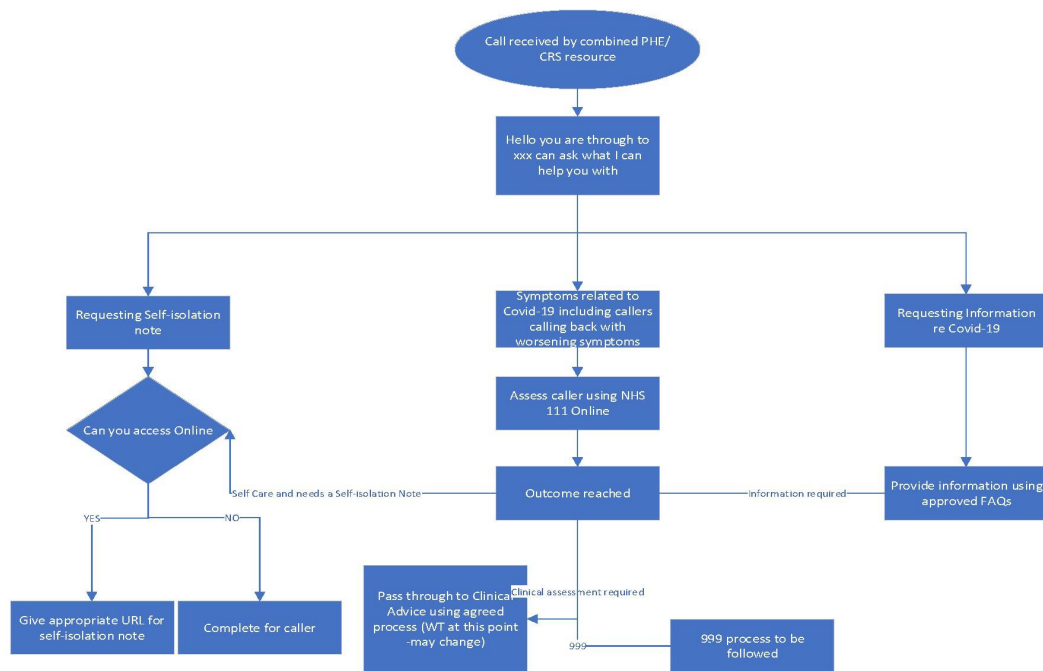 Call received by combined PHE/
CRS resource
Hello you are through to
xxx can ask what I can
help you with
Requesting Self-isolation
note
Symptoms related to
Covid-19 including callers
calling back with
worsening symptoms
Requesting Information
re Covid-19
Assess caller using NHS
111 Online
Can you access Online
Self Care and needs a Self-isolation Note
Outcome reached
Information required
Provide information using
approved FAQs
YES
NO
Give appropriate URL for
self-isolation note
Complete for caller
Pass through to Clinical
Advice using agreed
process (WT at this point
-may change)
Clinical assessment required
999
999 process to be
followed